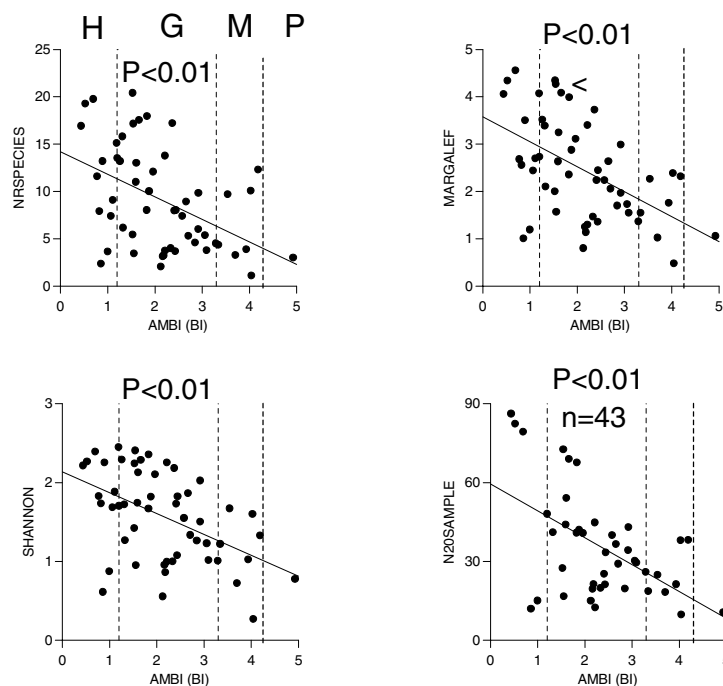 H G M P
P<0.01
25
20
15
10
5
0
NRSPECIES
0 1 2 3 4 5
AMBI (BI)
P<0.01
<
5
4
3
2
1
0
MARGALEF
0 1 2 3 4 5
AMBI (BI)
P<0.01
3
2
1
0
SHANNON
0 1 2 3 4 5
AMBI (BI)
P<0.01
n=43
90
60
30
0
N20SAMPLE
0 1 2 3 4 5
AMBI (BI)